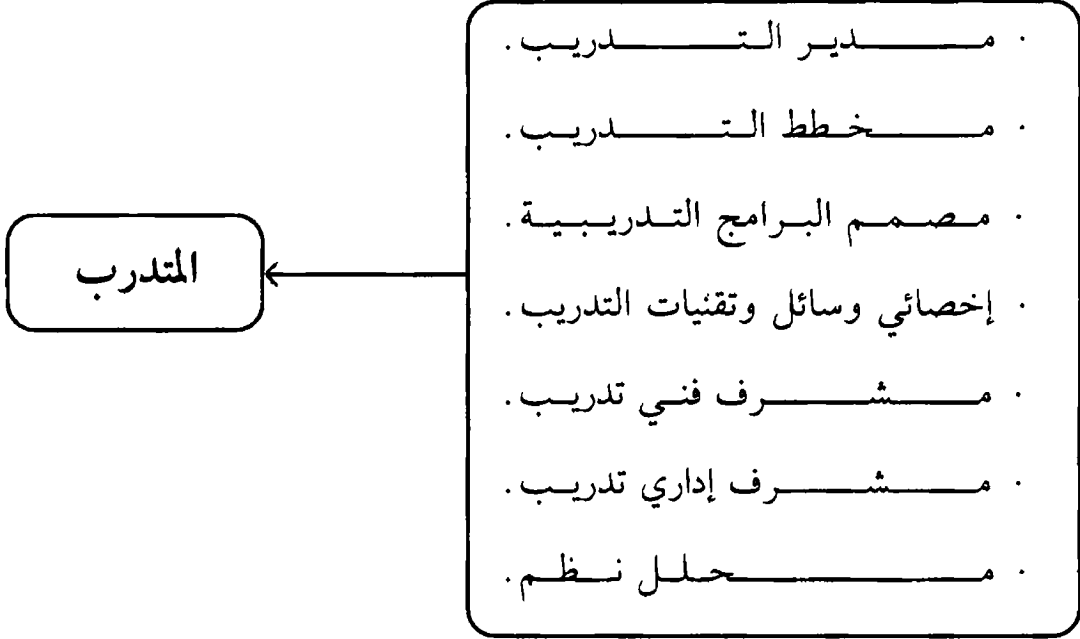 · مدير التدريب.
· مخطط التدريب.
· مصمم البرامج التدريبية.
· إخصائي وسائل وتقنيات التدريب.
· مشرف فني تدريب.
· مشرف إداري تدريب.
· محلل نظم.
المتدرب